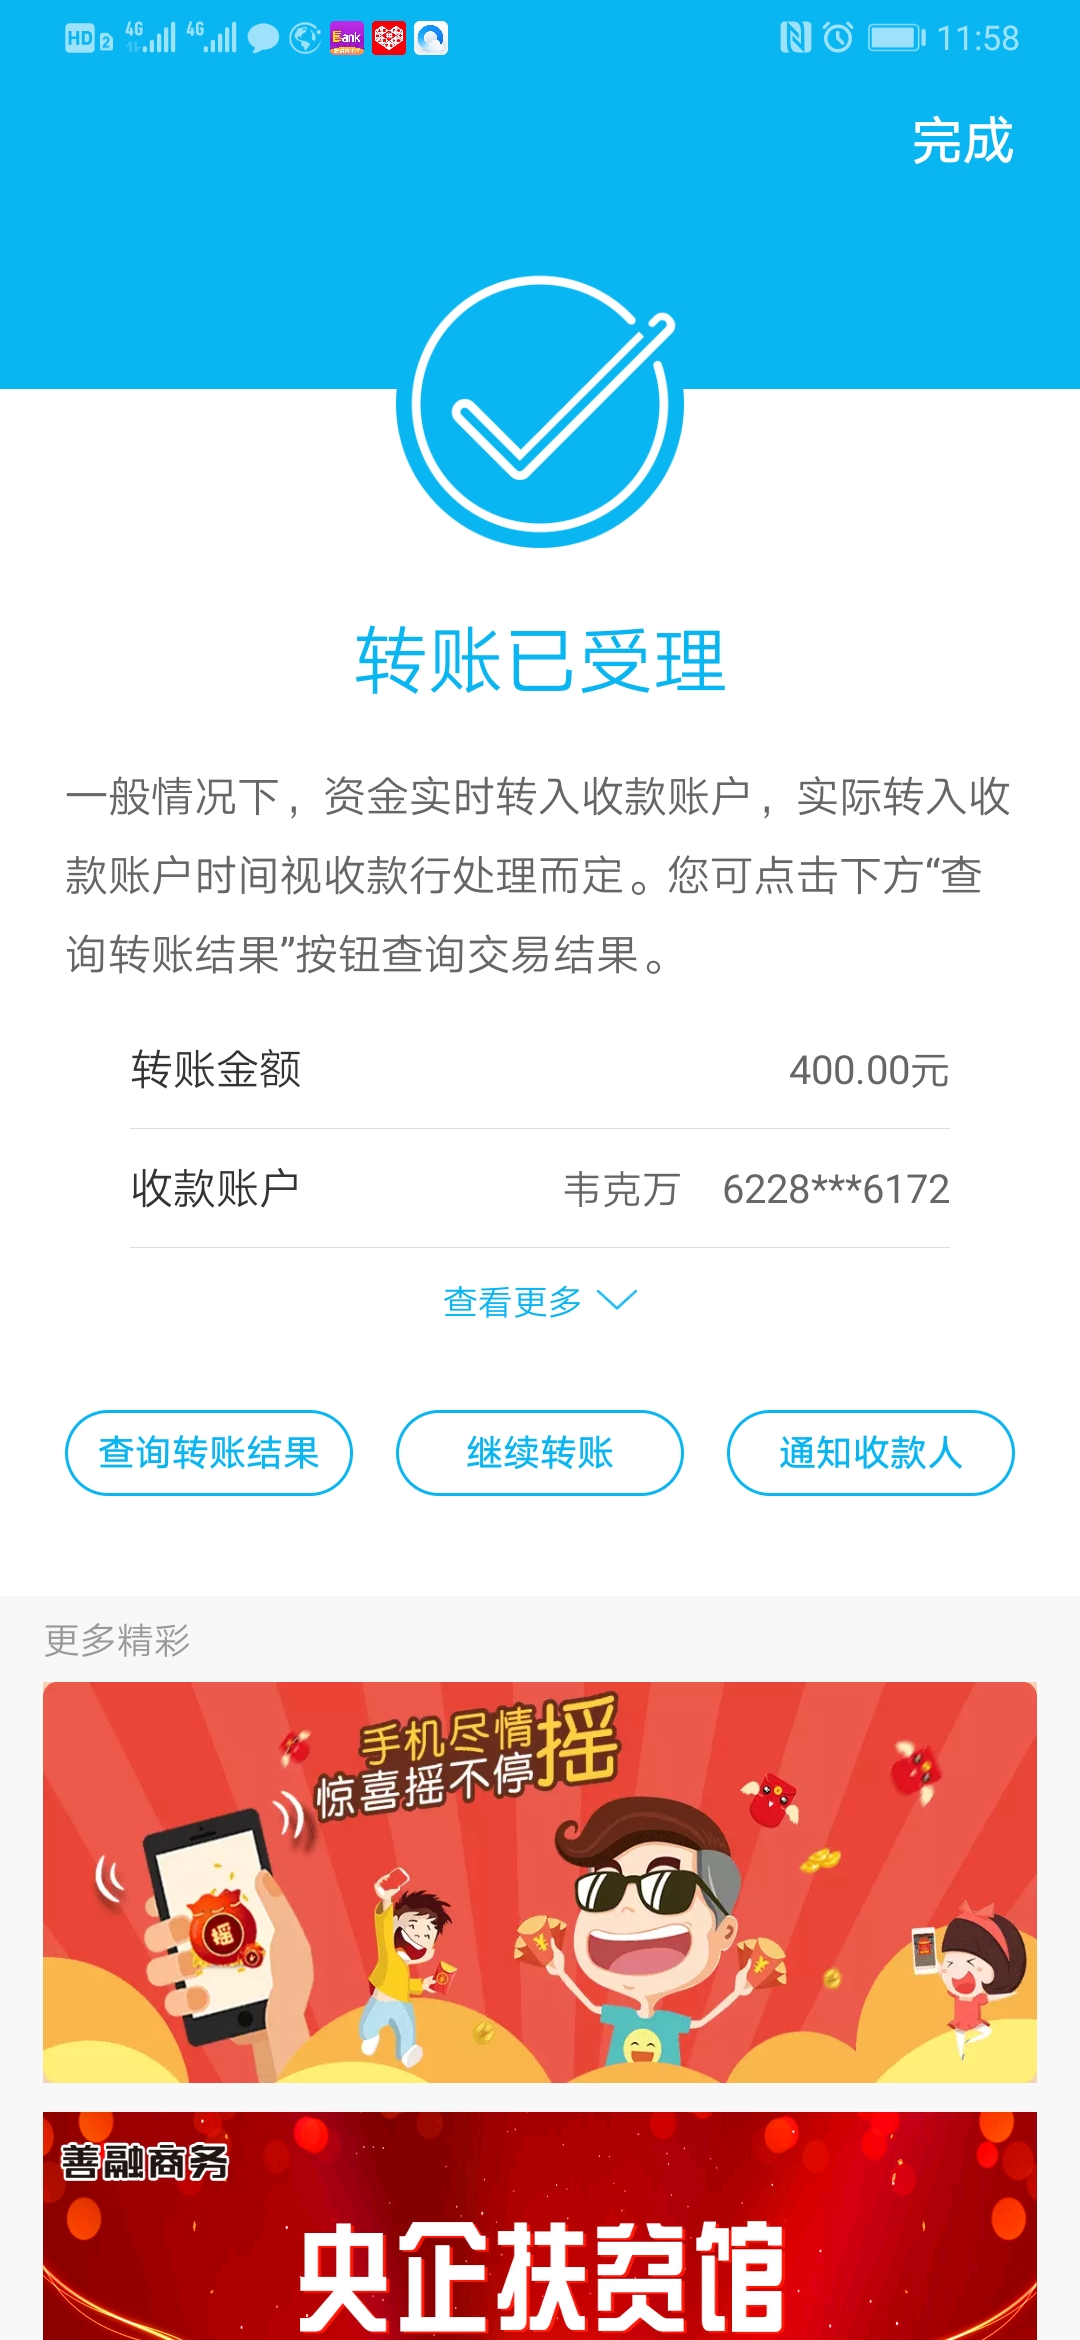 HD 2 4G 4G Bank 11:58
完成
转账已受理
一般情况下，资金实时转入收款账户，实际转入收
款账户时间视收款行处理而定。您可点击下方“查
询转账结果”按钮查询交易结果。
转账金额 400.00元
收款账户 韦克万 6228***6172
查看更多
查询转账结果 继续转账 通知收款人
更多精彩
手机尽情摇
惊喜摇不停
摇
善融商务
央企扶贫馆